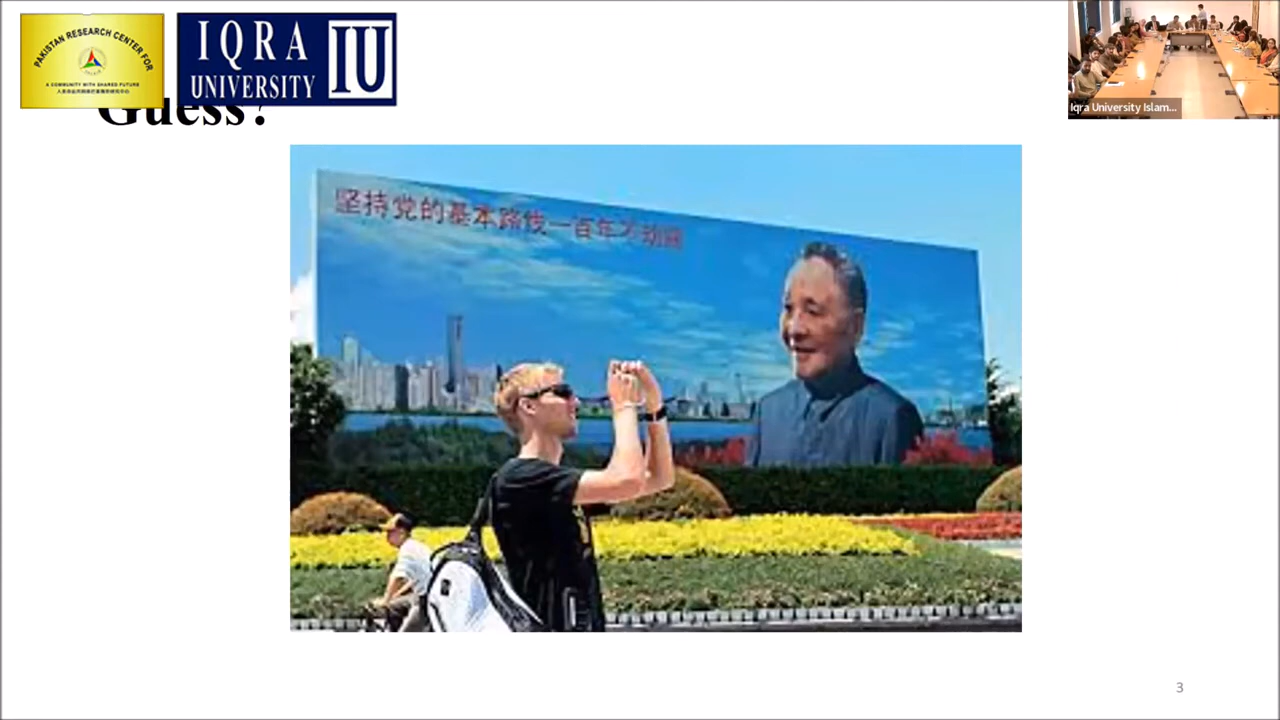 PAKISTAN RESEARCH CENTER FOR
A COMMUNITY WITH SHARED FUTURE
IQRA
UNIVERSITY
IU
Guess?
Iqra University Islam...
坚持党的基本路线一百年不动摇
3